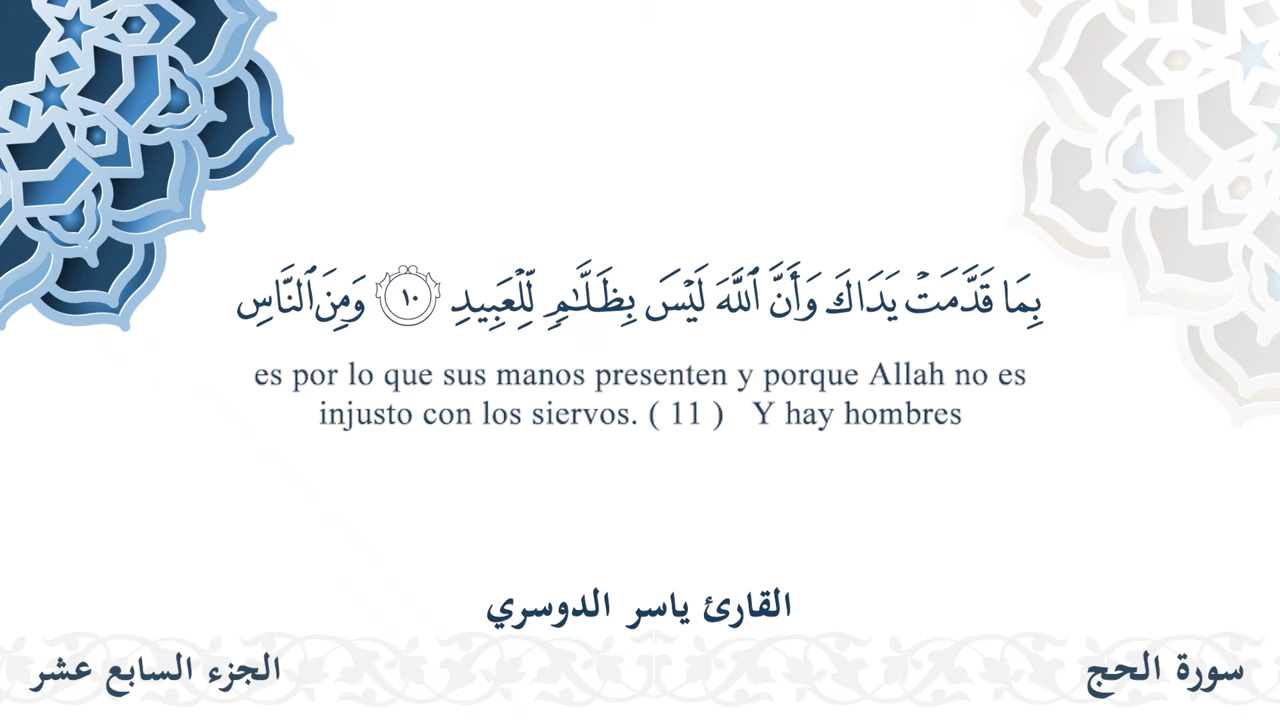 بِمَا قَدَّمَتْ يَدَاكَ وَأَنَّ ٱللَّهَ لَيْسَ بِظَلَّـٰمٍ لِّلْعَبِيدِ ١٠ وَمِنَ ٱلنَّاسِ
es por lo que sus manos presenten y porque Allah no es
injusto con los siervos. ( 11 ) Y hay hombres
القارئ ياسر الدوسري
سورة الحج
الجزء السابع عشر